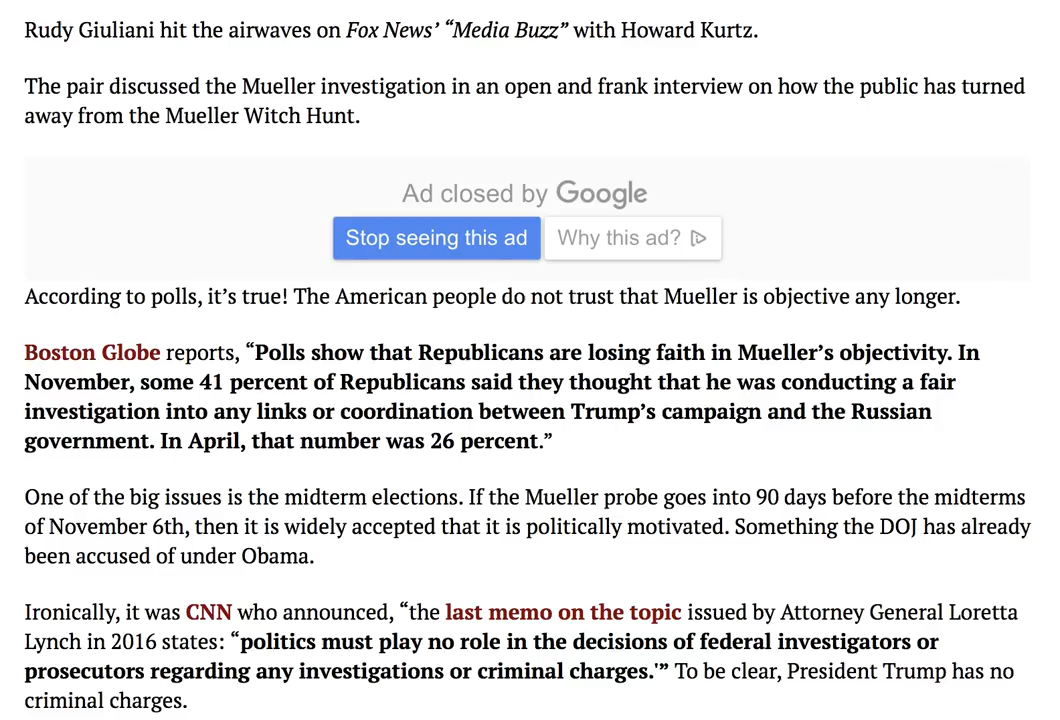 Rudy Giuliani hit the airwaves on Fox News’ “Media Buzz” with Howard Kurtz.
The pair discussed the Mueller investigation in an open and frank interview on how the public has turned
away from the Mueller Witch Hunt.
Ad closed by Google
Stop seeing this ad Why this ad?
According to polls, it’s true! The American people do not trust that Mueller is objective any longer.
Boston Globe reports, “Polls show that Republicans are losing faith in Mueller’s objectivity. In
November, some 41 percent of Republicans said they thought that he was conducting a fair
investigation into any links or coordination between Trump’s campaign and the Russian
government. In April, that number was 26 percent.”
One of the big issues is the midterm elections. If the Mueller probe goes into 90 days before the midterms
of November 6th, then it is widely accepted that it is politically motivated. Something the DOJ has already
been accused of under Obama.
Ironically, it was CNN who announced, “the last memo on the topic issued by Attorney General Loretta
Lynch in 2016 states: “politics must play no role in the decisions of federal investigators or
prosecutors regarding any investigations or criminal charges.'” To be clear, President Trump has no
criminal charges.